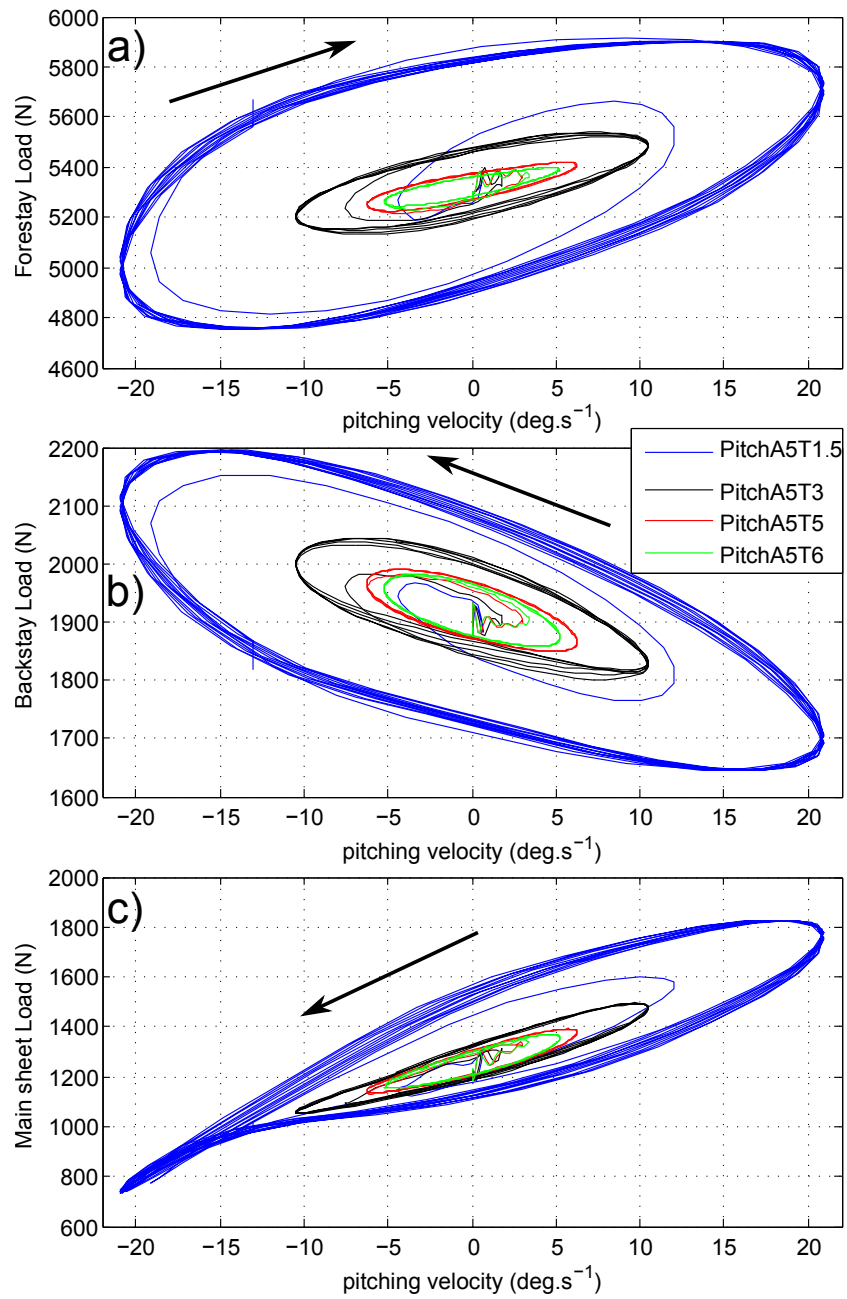 a)
Forestay Load (N)
6000
5800
5600
5400
5200
5000
4800
4600
−20 −15 −10 −5 0 5 10 15 20
pitching velocity (deg.s−1)
PitchA5T1.5
PitchA5T3
PitchA5T5
PitchA5T6
b)
Backstay Load (N)
2200
2100
2000
1900
1800
1700
1600
−20 −15 −10 −5 0 5 10 15 20
pitching velocity (deg.s−1)
c)
Main sheet Load (N)
2000
1800
1600
1400
1200
1000
800
600
−20 −15 −10 −5 0 5 10 15 20
pitching velocity (deg.s−1)